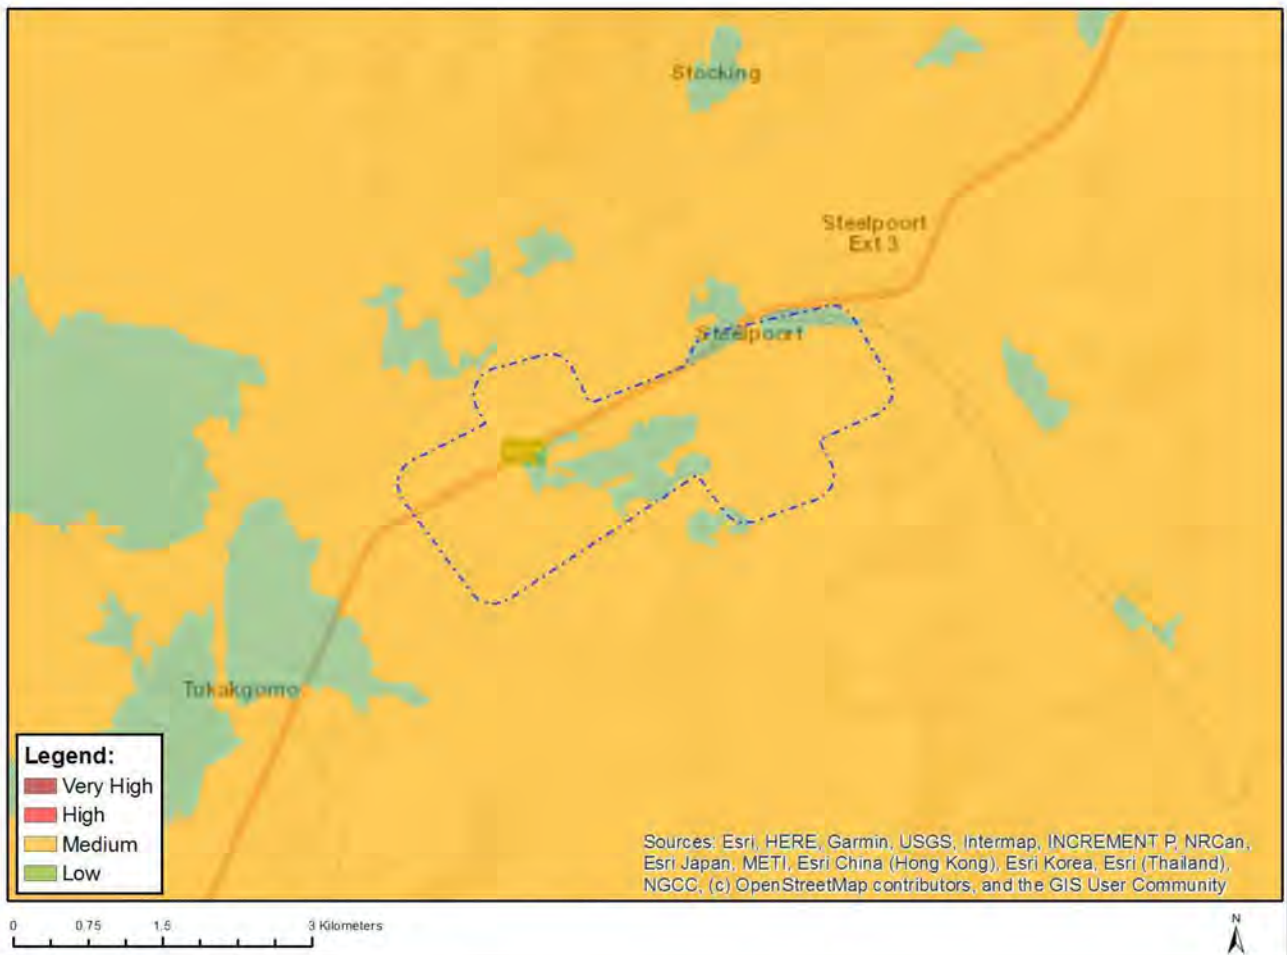 Stocking
Steelpoort
Ext 3
Steelpoort
Tukakgomo
Legend:
Very High
High
Medium
Low
Sources: Esri, HERE, Garmin, USGS, Intermap, INCREMENT P, NRCan,
Esri Japan, METI, Esri China (Hong Kong), Esri Korea, Esri (Thailand),
NGCC, (c) OpenStreetMap contributors, and the GIS User Community
0 0.75 1.5 3 Kilometers
N